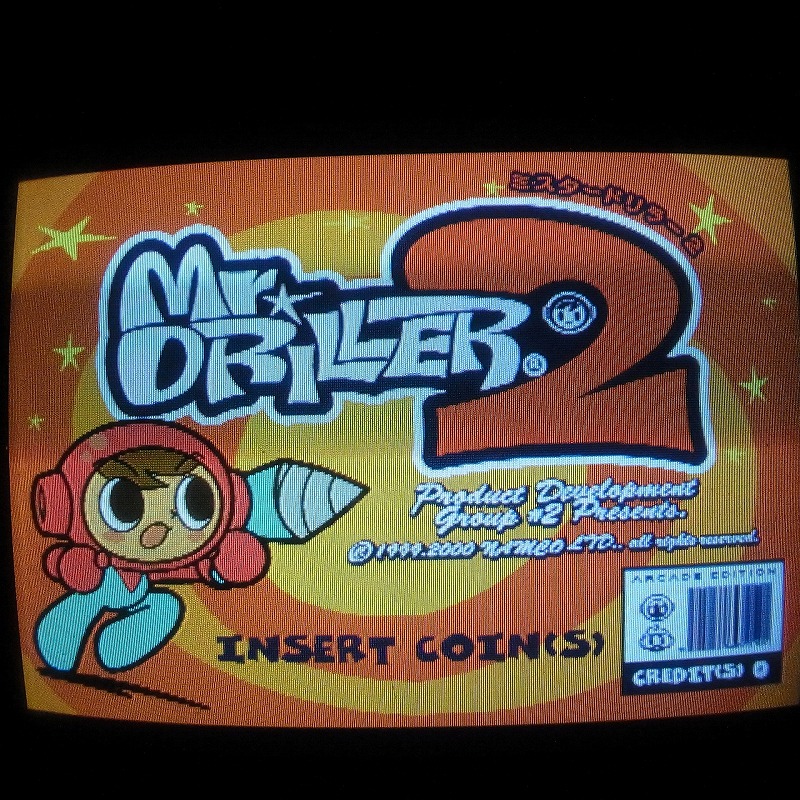 ミスタードリラー2
Mr. DRILLER 2
®
Product Development
Group #2 Presents.
© 1999.2000 NAMCO LTD., all rights reserved.
ARCADE EDITION
INSERT COIN(S)
CREDIT(S) 0